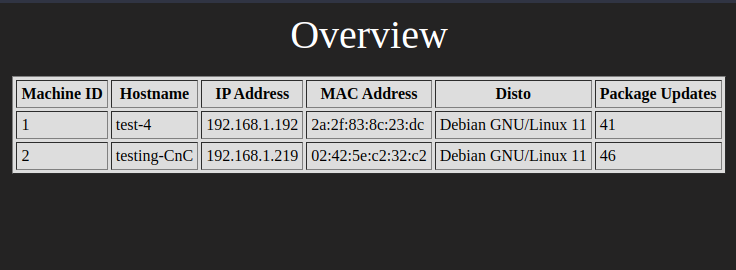 Overview
Machine ID Hostname IP Address MAC Address Disto Package Updates
1 test-4 192.168.1.192 2a:2f:83:8c:23:dc Debian GNU/Linux 11 41
2 testing-CnC 192.168.1.219 02:42:5e:c2:32:c2 Debian GNU/Linux 11 46